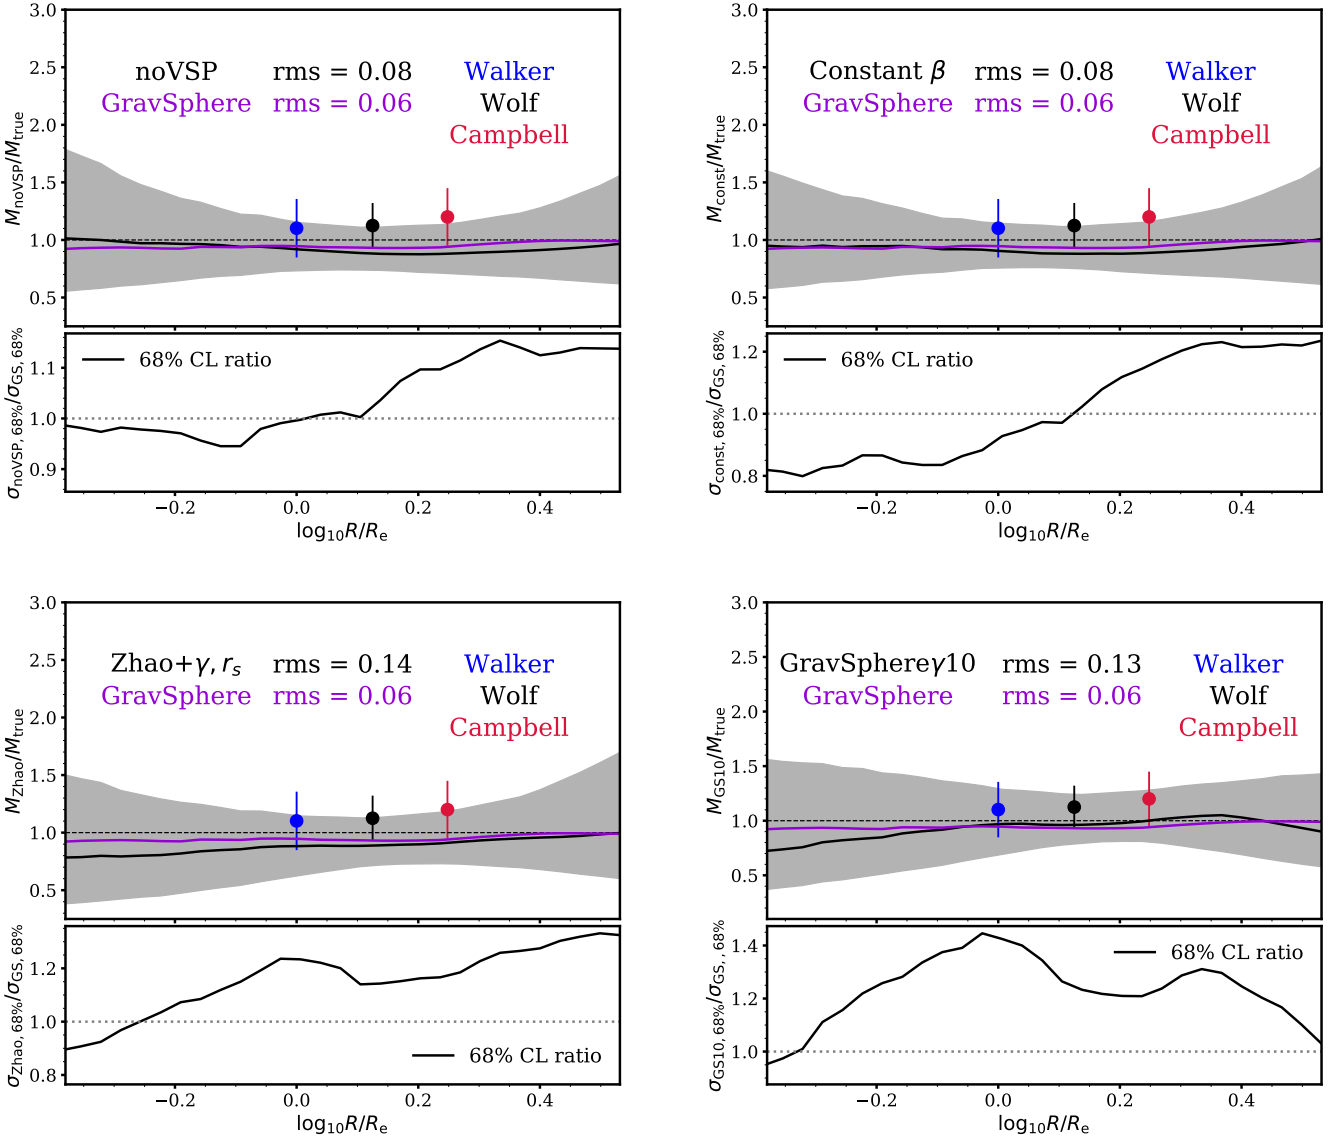 3.0
2.5
2.0
1.5
1.0
0.5
M_noVSP/M_true
noVSP rms = 0.08 Walker
GravSphere rms = 0.06 Wolf
Campbell
1.1
1.0
0.9
σ_noVSP, 68%/σ_GS, 68%
68% CL ratio
−0.2 0.0 0.2 0.4
log₁₀R/R_e
3.0
2.5
2.0
1.5
1.0
0.5
M_const/M_true
Constant β rms = 0.08 Walker
GravSphere rms = 0.06 Wolf
Campbell
1.2
1.0
0.8
σ_const, 68%/σ_GS, 68%
68% CL ratio
−0.2 0.0 0.2 0.4
log₁₀R/R_e
3.0
2.5
2.0
1.5
1.0
0.5
M_Zhao/M_true
Zhao+γ, r_s rms = 0.14 Walker
GravSphere rms = 0.06 Wolf
Campbell
1.2
1.0
0.8
σ_Zhao, 68%/σ_GS, 68%
68% CL ratio
−0.2 0.0 0.2 0.4
log₁₀R/R_e
3.0
2.5
2.0
1.5
1.0
0.5
M_GS10/M_true
GravSphereγ10 rms = 0.13 Walker
GravSphere rms = 0.06 Wolf
Campbell
1.4
1.2
1.0
σ_GS10, 68%/σ_GS, , 68%
68% CL ratio
−0.2 0.0 0.2 0.4
log₁₀R/R_e